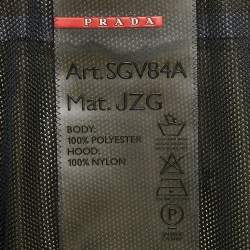 PRADA
Art. SGV84A
Mat. JZG
BODY:
100% POLYESTER
HOOD:
100% NYLON
P